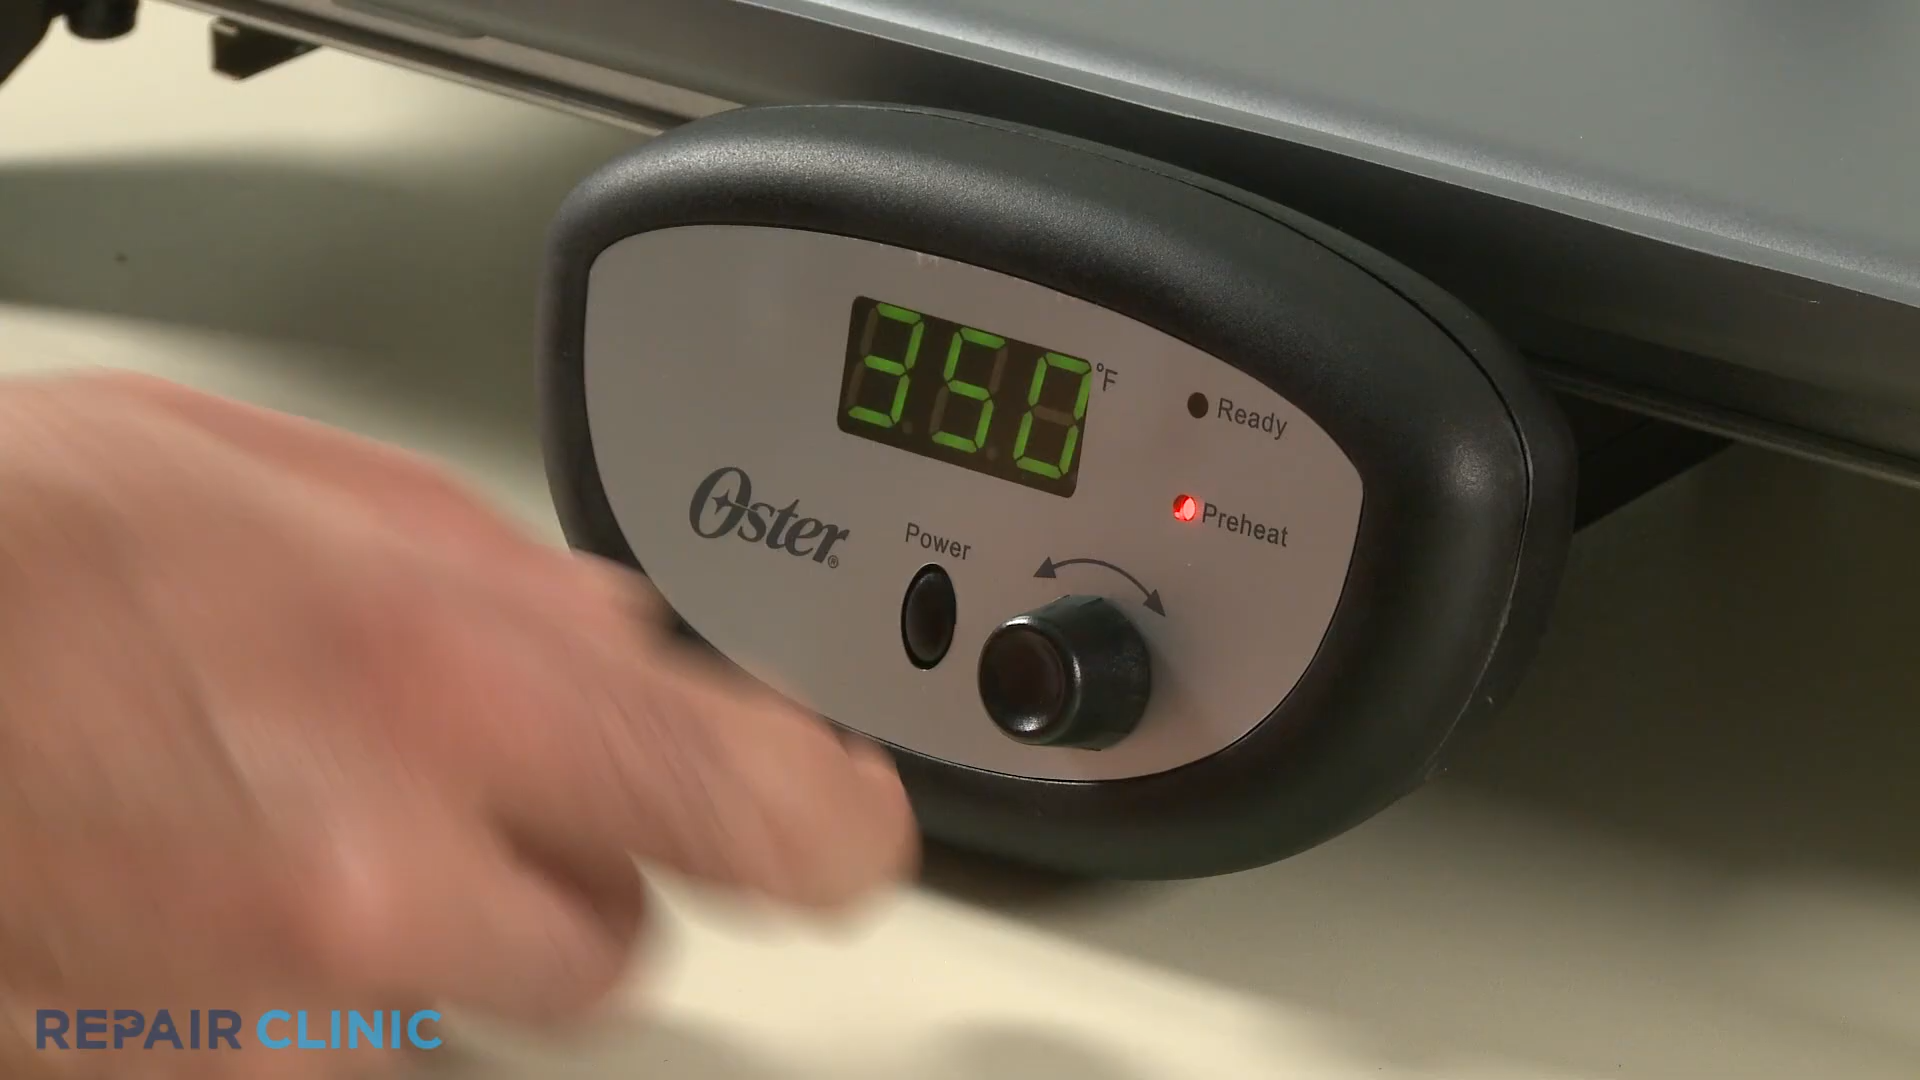 350 °F
Ready
Preheat
Oster®
Power
REPAIR CLINIC